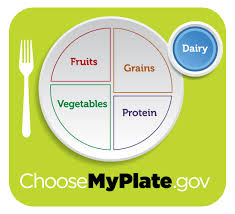 Dairy
Fruits
Grains
Vegetables
Protein
ChooseMyPlate.gov